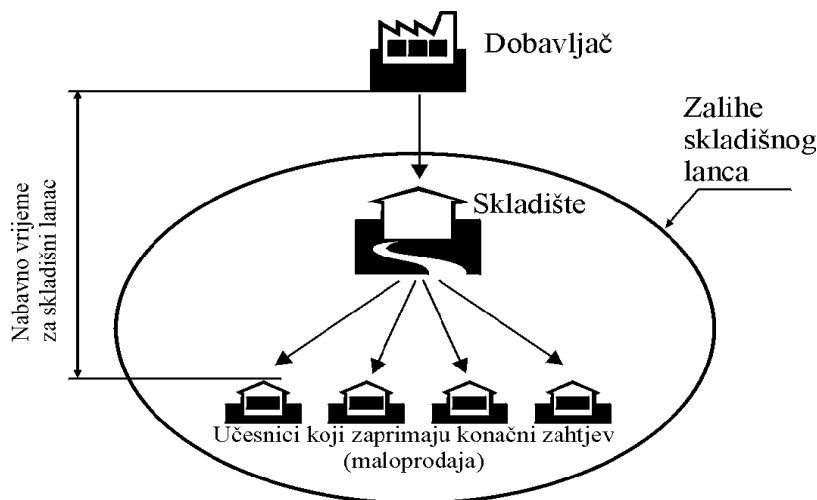 Dobavljač
Zalihe
skladišnog
lanca
Skladište
Nabavno vrijeme
za skladišni lanac
Učesnici koji zaprimaju konačni zahtjev
(maloprodaja)